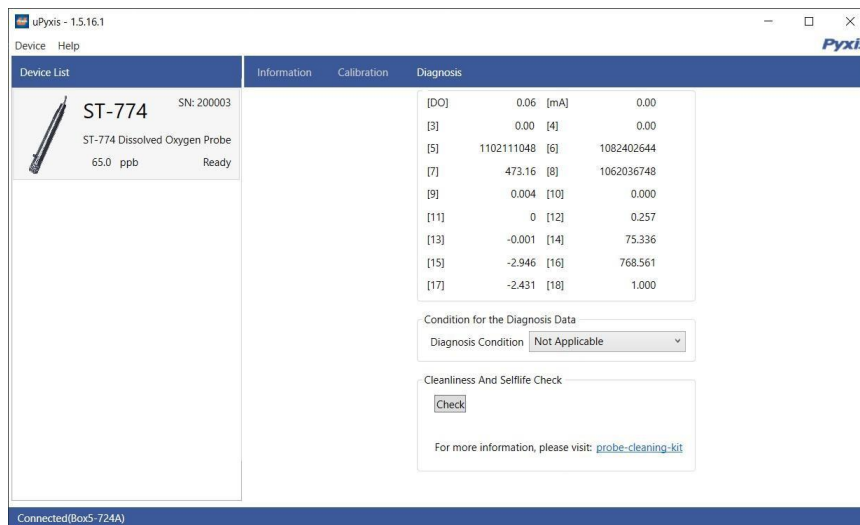 uPyxis - 1.5.16.1
Device Help
Pyxis
Device List
Information Calibration Diagnosis
ST-774 SN: 200003
ST-774 Dissolved Oxygen Probe
65.0 ppb Ready
[DO] 0.06 [mA] 0.00
[3] 0.00 [4] 0.00
[5] 1102111048 [6] 1082402644
[7] 473.16 [8] 1062036748
[9] 0.004 [10] 0.000
[11] 0 [12] 0.257
[13] -0.001 [14] 75.336
[15] -2.946 [16] 768.561
[17] -2.431 [18] 1.000
Condition for the Diagnosis Data
Diagnosis Condition Not Applicable
Cleanliness And Selflife Check
Check
For more information, please visit: probe-cleaning-kit
Connected(Box5-724A)